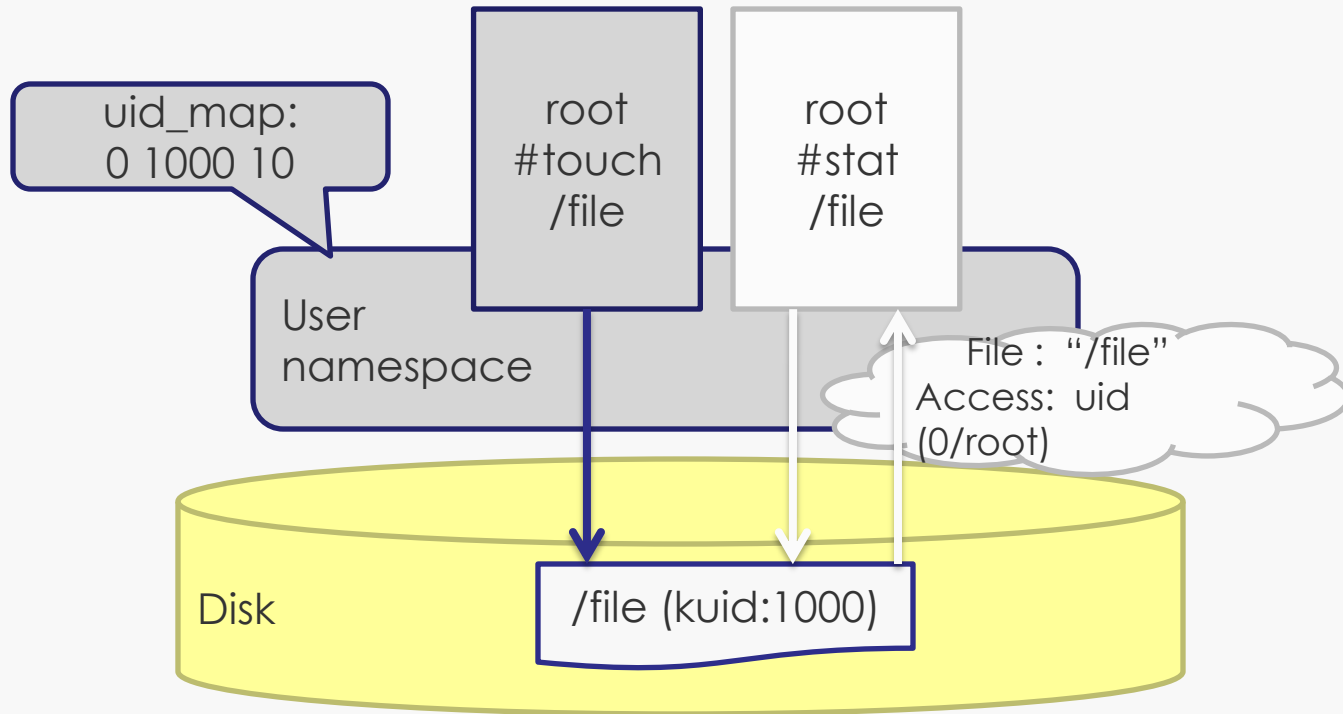 uid_map:
0 1000 10
root
#touch
/file
root
#stat
/file
User
namespace
File : “/file”
Access: uid
(0/root)
Disk
/file (kuid:1000)